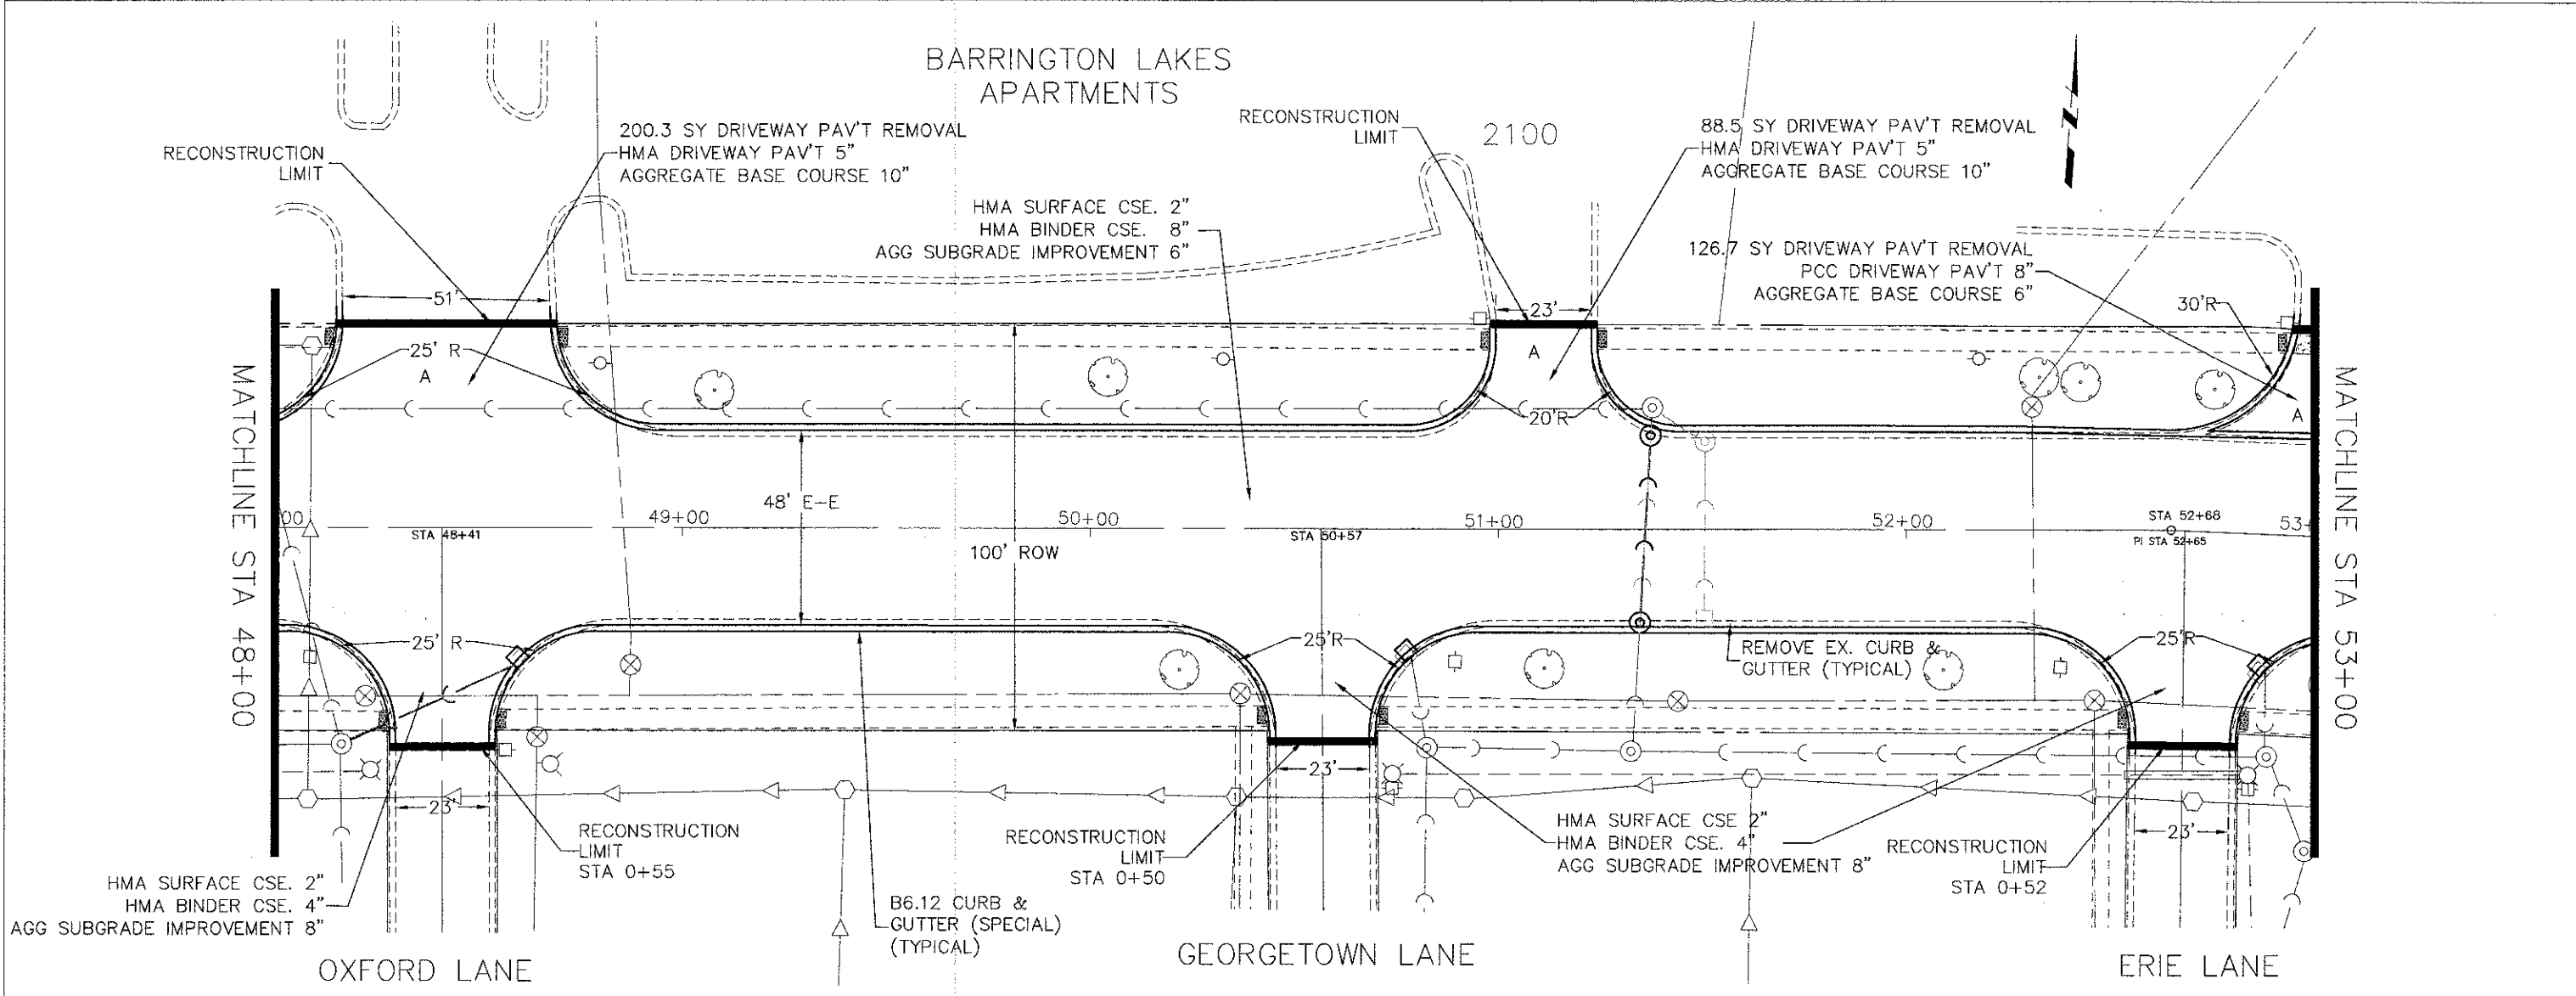 BARRINGTON LAKES
APARTMENTS
RECONSTRUCTION
LIMIT
200.3 SY DRIVEWAY PAV'T REMOVAL
HMA DRIVEWAY PAV'T 5"
AGGREGATE BASE COURSE 10"
RECONSTRUCTION
LIMIT
2100
88.5 SY DRIVEWAY PAV'T REMOVAL
HMA DRIVEWAY PAV'T 5"
AGGREGATE BASE COURSE 10"
N
HMA SURFACE CSE. 2"
HMA BINDER CSE. 8"
AGG SUBGRADE IMPROVEMENT 6"
126.7 SY DRIVEWAY PAV'T REMOVAL
PCC DRIVEWAY PAV'T 8"
AGGREGATE BASE COURSE 6"
51'
23'
30'R
25' R
A
A
20'R
A
MATCHLINE STA 48+00
MATCHLINE STA 53+00
48' E-E
100' ROW
00
STA 48+41
49+00
50+00
STA 50+57
51+00
52+00
STA 52+68
PI STA 52+65
53+
25' R
25'R
REMOVE EX. CURB &
GUTTER (TYPICAL)
25'R
23'
23'
23'
RECONSTRUCTION
LIMIT
STA 0+55
RECONSTRUCTION
LIMIT
STA 0+50
HMA SURFACE CSE 2"
HMA BINDER CSE. 4"
AGG SUBGRADE IMPROVEMENT 8"
RECONSTRUCTION
LIMIT
STA 0+52
HMA SURFACE CSE. 2"
HMA BINDER CSE. 4"
AGG SUBGRADE IMPROVEMENT 8"
B6.12 CURB &
GUTTER (SPECIAL)
(TYPICAL)
OXFORD LANE
GEORGETOWN LANE
ERIE LANE